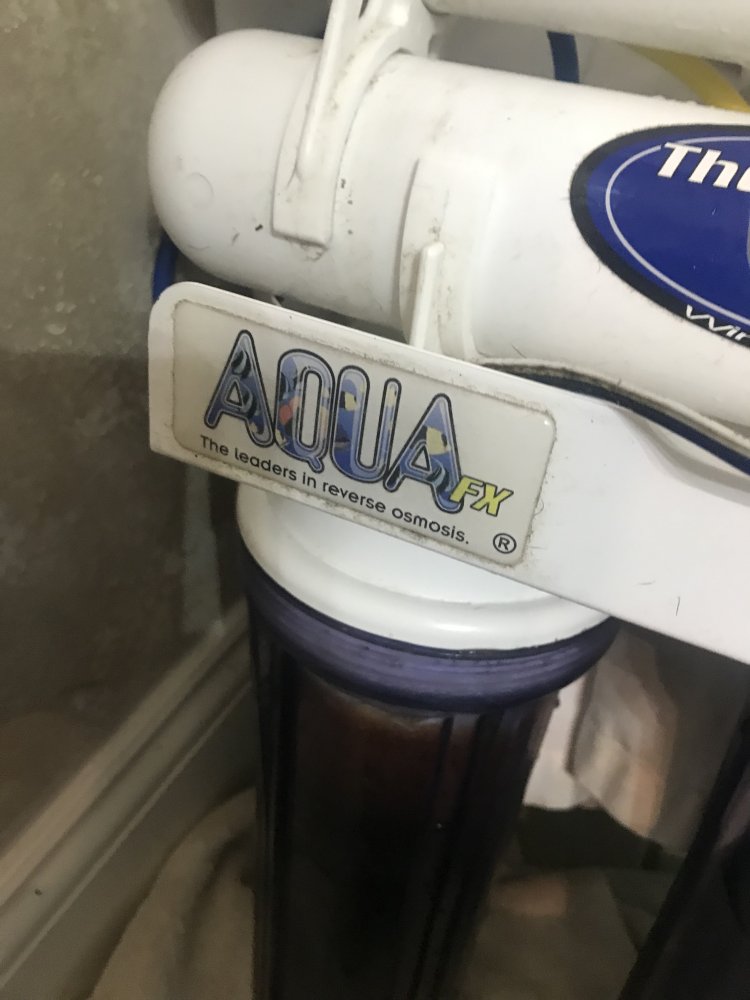 AQUA FX
The leaders in reverse osmosis.
®